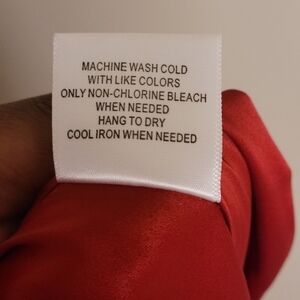 MACHINE WASH COLD
WITH LIKE COLORS
ONLY NON-CHLORINE BLEACH
WHEN NEEDED
HANG TO DRY
COOL IRON WHEN NEEDED